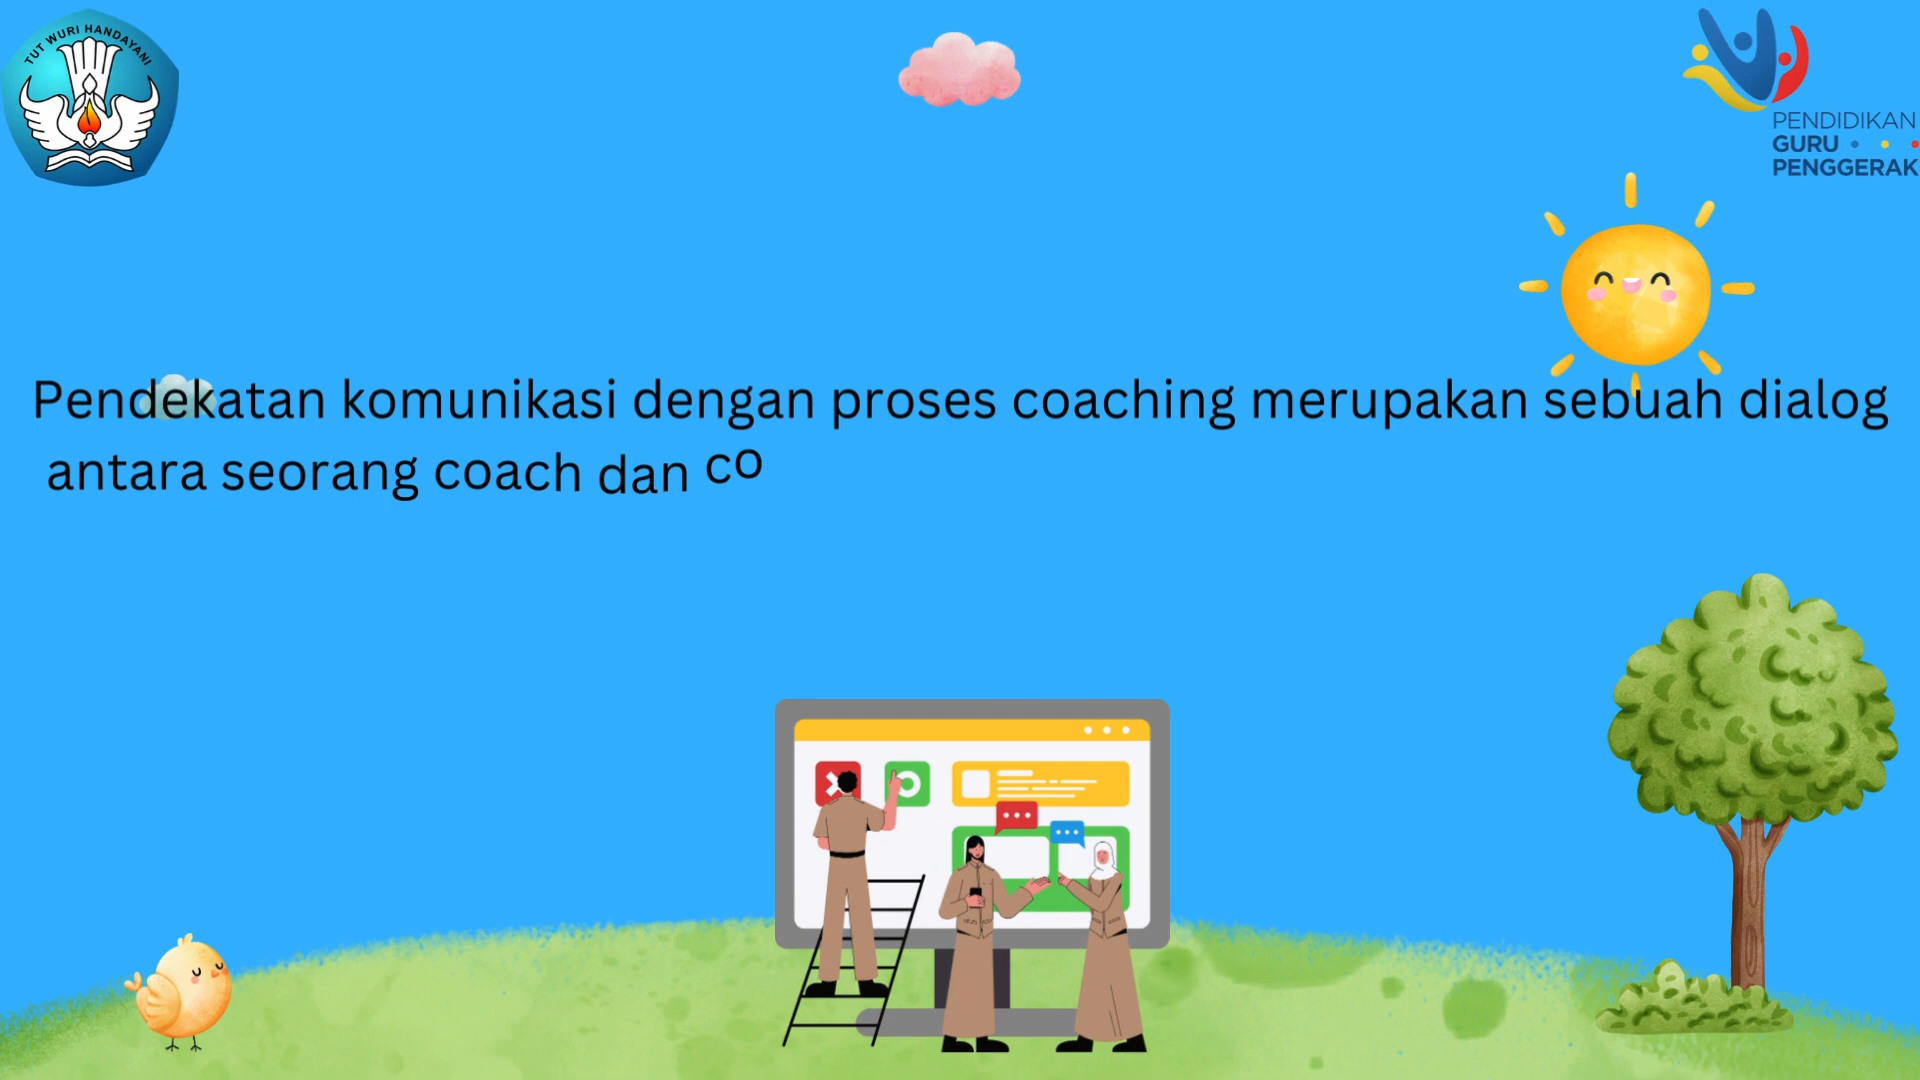 TUT WURI HANDAYANI
PENDIDIKAN
GURU
PENGGERAK
Pendekatan komunikasi dengan proses coaching merupakan sebuah dialog
antara seorang coach dan co